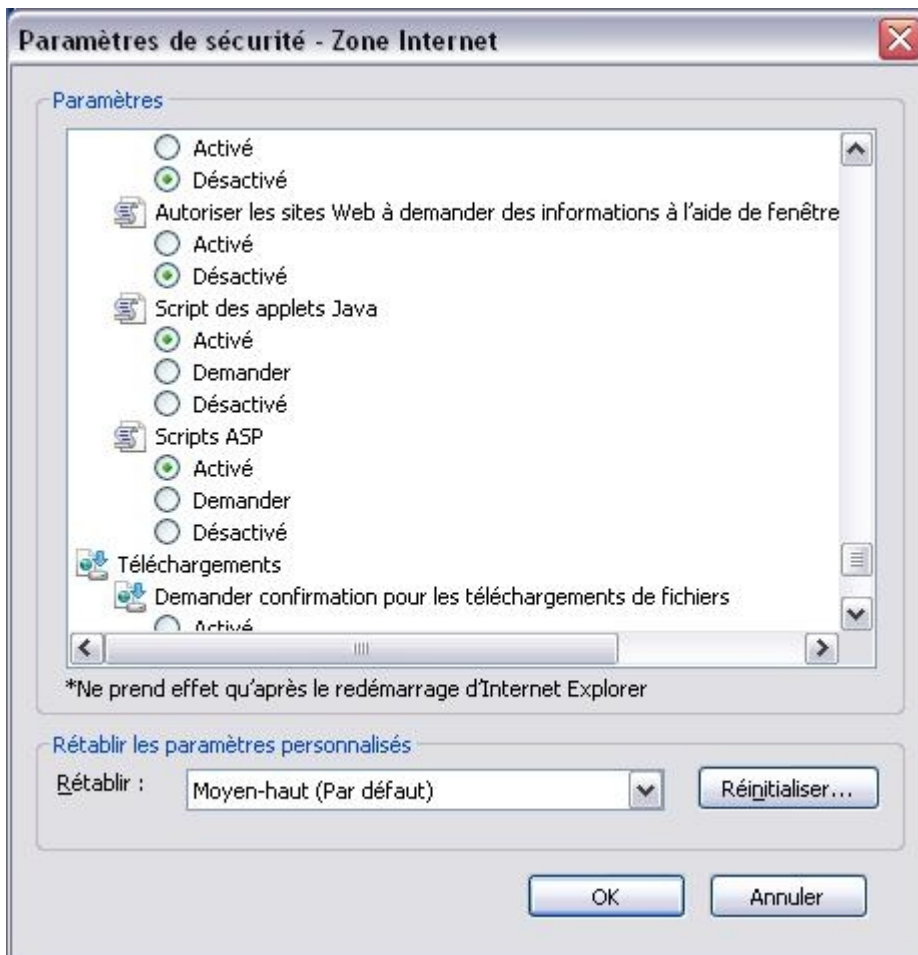 Paramètres de sécurité - Zone Internet
Paramètres
Activé
Désactivé
Autoriser les sites Web à demander des informations à l'aide de fenêtre
Activé
Désactivé
Script des applets Java
Activé
Demander
Désactivé
Scripts ASP
Activé
Demander
Désactivé
Téléchargements
Demander confirmation pour les téléchargements de fichiers
Activé
*Ne prend effet qu'après le redémarrage d'Internet Explorer
Rétablir les paramètres personnalisés
Rétablir : Moyen-haut (Par défaut) Réinitialiser...
OK Annuler